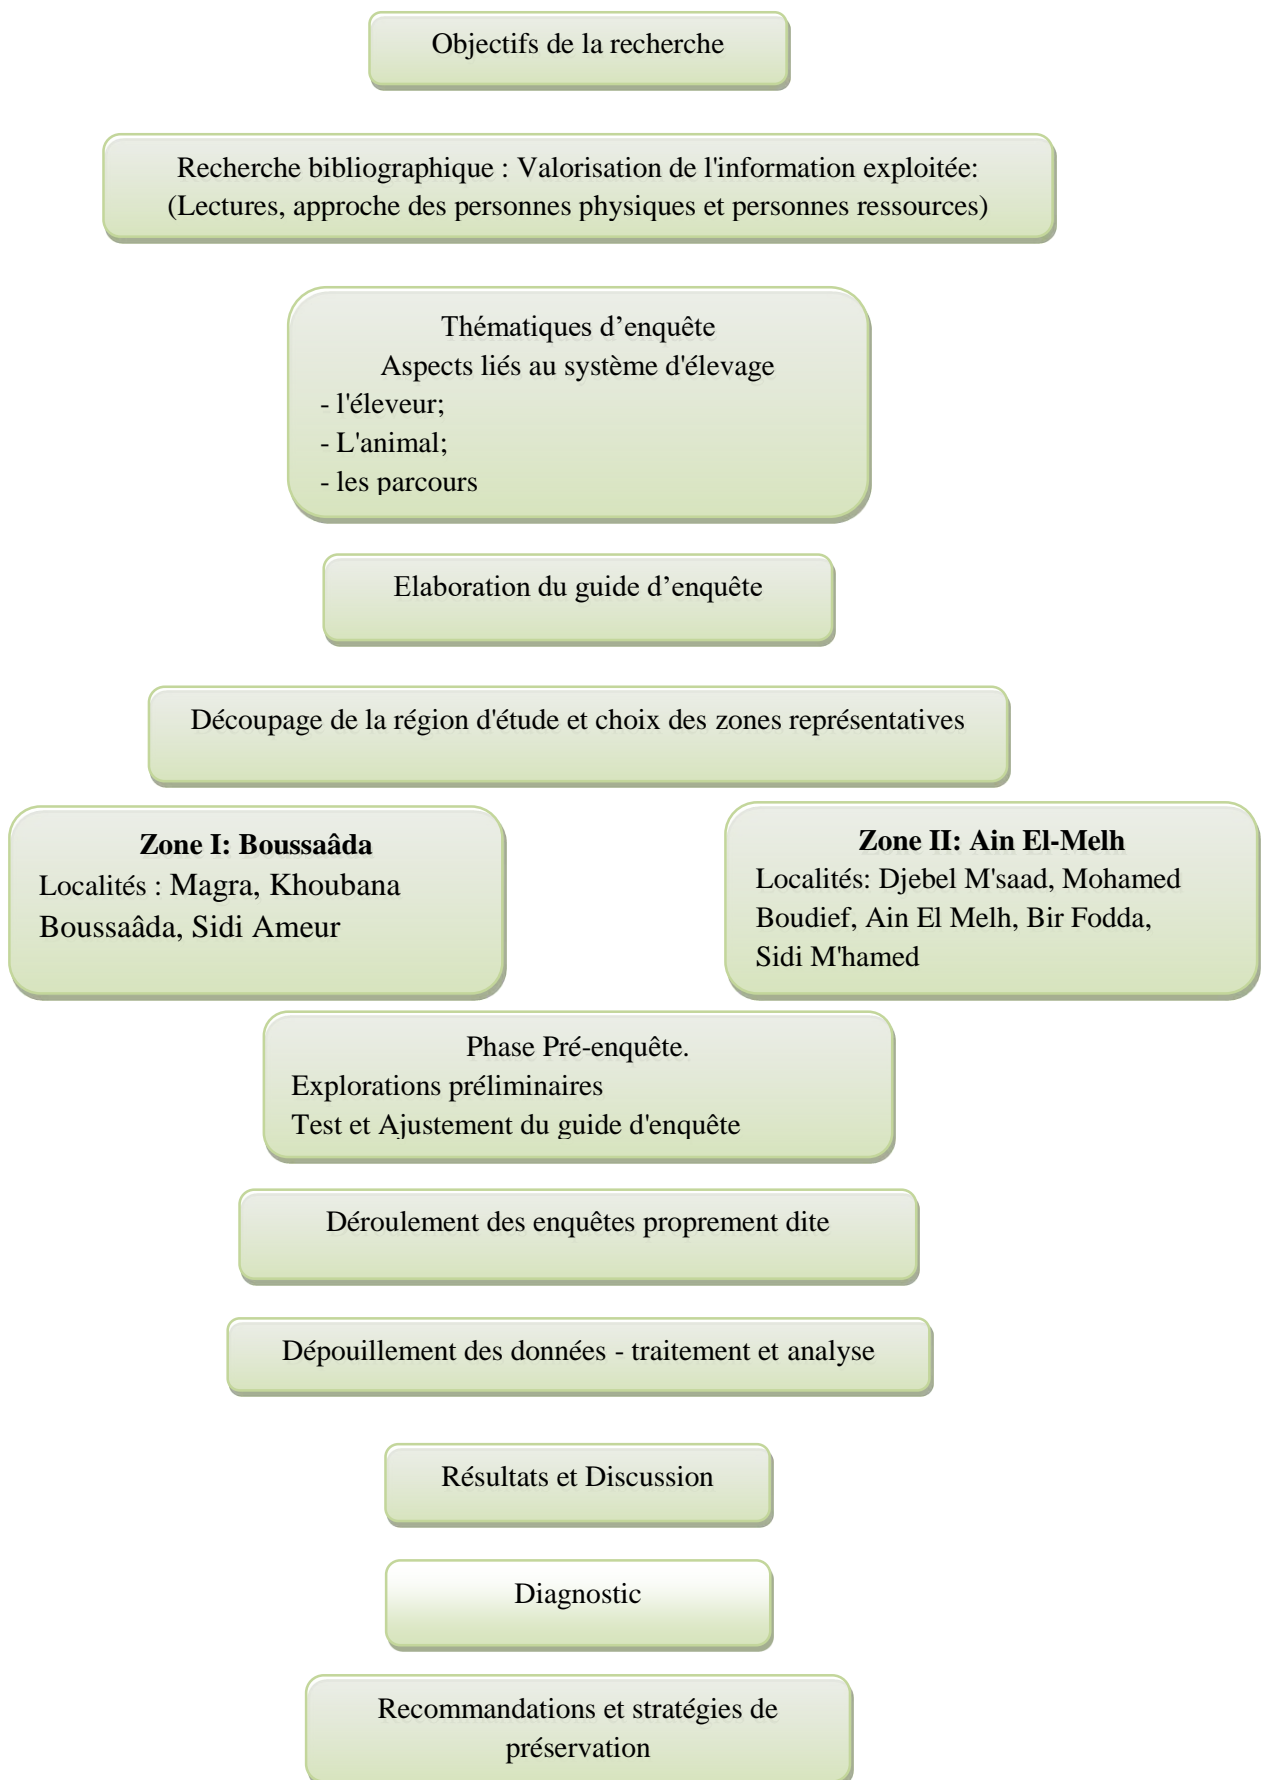 Objectifs de la recherche
Recherche bibliographique : Valorisation de l'information exploitée:
(Lectures, approche des personnes physiques et personnes ressources)
Thématiques d’enquête
Aspects liés au système d'élevage
- l'éleveur;
- L'animal;
- les parcours
Elaboration du guide d’enquête
Découpage de la région d'étude et choix des zones représentatives
Zone I: Boussaâda
Localités : Magra, Khoubana
Boussaâda, Sidi Ameur
Zone II: Ain El-Melh
Localités: Djebel M'saad, Mohamed
Boudief, Ain El Melh, Bir Fodda,
Sidi M'hamed
Phase Pré-enquête.
Explorations préliminaires
Test et Ajustement du guide d'enquête
Déroulement des enquêtes proprement dite
Dépouillement des données - traitement et analyse
Résultats et Discussion
Diagnostic
Recommandations et stratégies de
préservation